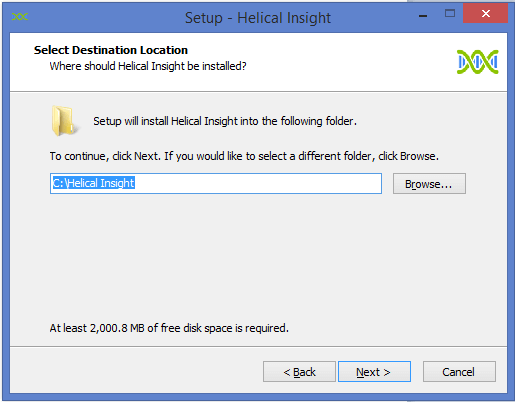 Setup - Helical Insight
Select Destination Location
Where should Helical Insight be installed?
Setup will install Helical Insight into the following folder.
To continue, click Next. If you would like to select a different folder, click Browse.
C:\Helical Insight
Browse...
At least 2,000.8 MB of free disk space is required.
< Back
Next >
Cancel